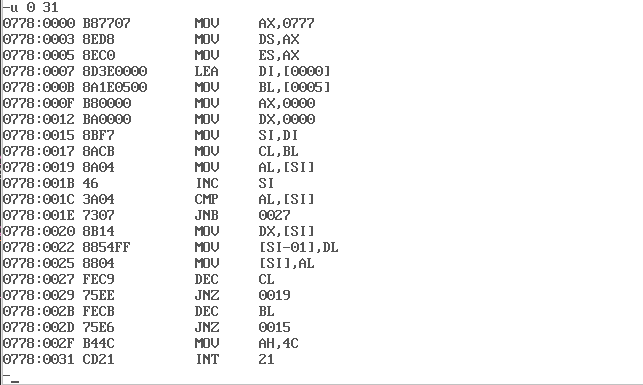 -u 0 31
0778:0000 B87707 MOV AX,0777
0778:0003 8ED8 MOV DS,AX
0778:0005 8EC0 MOV ES,AX
0778:0007 8D3E0000 LEA DI,[0000]
0778:000B 8A1E0500 MOV BL,[0005]
0778:000F B80000 MOV AX,0000
0778:0012 BA0000 MOV DX,0000
0778:0015 8BF7 MOV SI,DI
0778:0017 8ACB MOV CL,BL
0778:0019 8A04 MOV AL,[SI]
0778:001B 46 INC SI
0778:001C 3A04 CMP AL,[SI]
0778:001E 7307 JNB 0027
0778:0020 8B14 MOV DX,[SI]
0778:0022 8854FF MOV [SI-01],DL
0778:0025 8804 MOV [SI],AL
0778:0027 FEC9 DEC CL
0778:0029 75EE JNZ 0019
0778:002B FECB DEC BL
0778:002D 75E6 JNZ 0015
0778:002F B44C MOV AH,4C
0778:0031 CD21 INT 21
-_